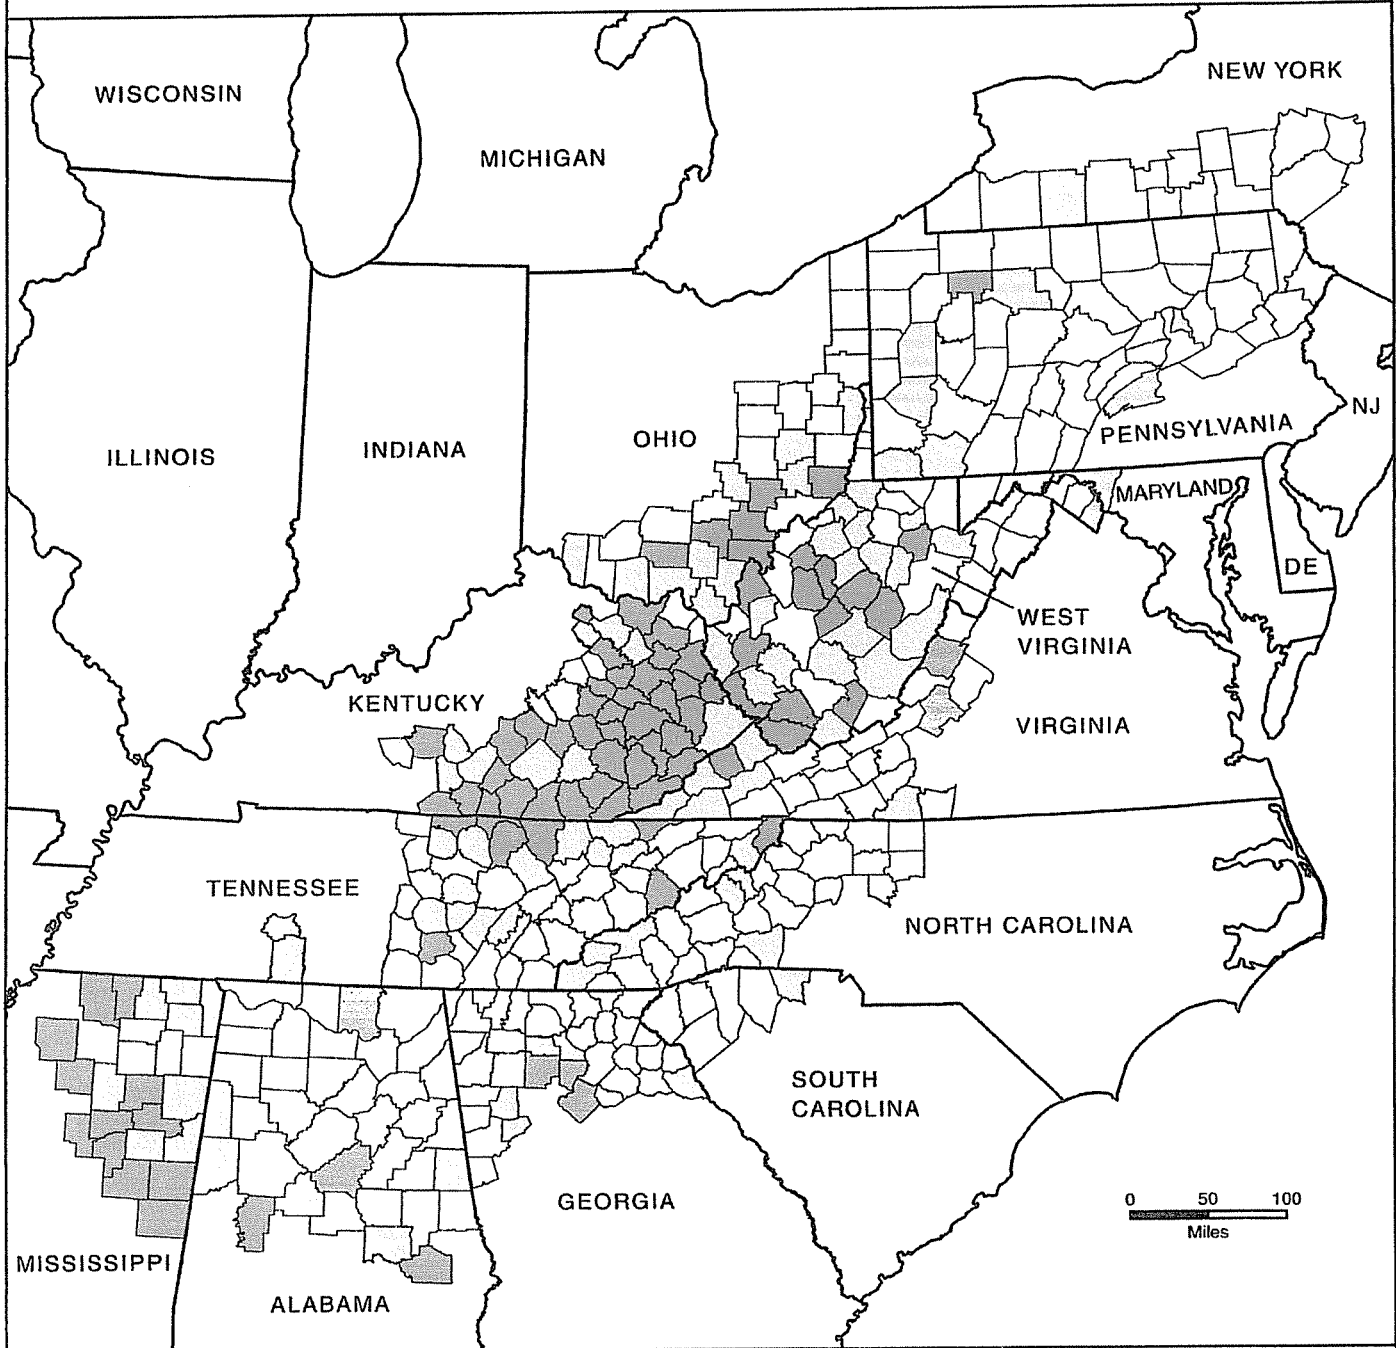 NEW YORK
WISCONSIN
MICHIGAN
NJ
PENNSYLVANIA
OHIO
INDIANA
ILLINOIS
MARYLAND
DE
WEST
VIRGINIA
KENTUCKY
VIRGINIA
TENNESSEE
NORTH CAROLINA
SOUTH
CAROLINA
GEORGIA
0 50 100
Miles
MISSISSIPPI
ALABAMA